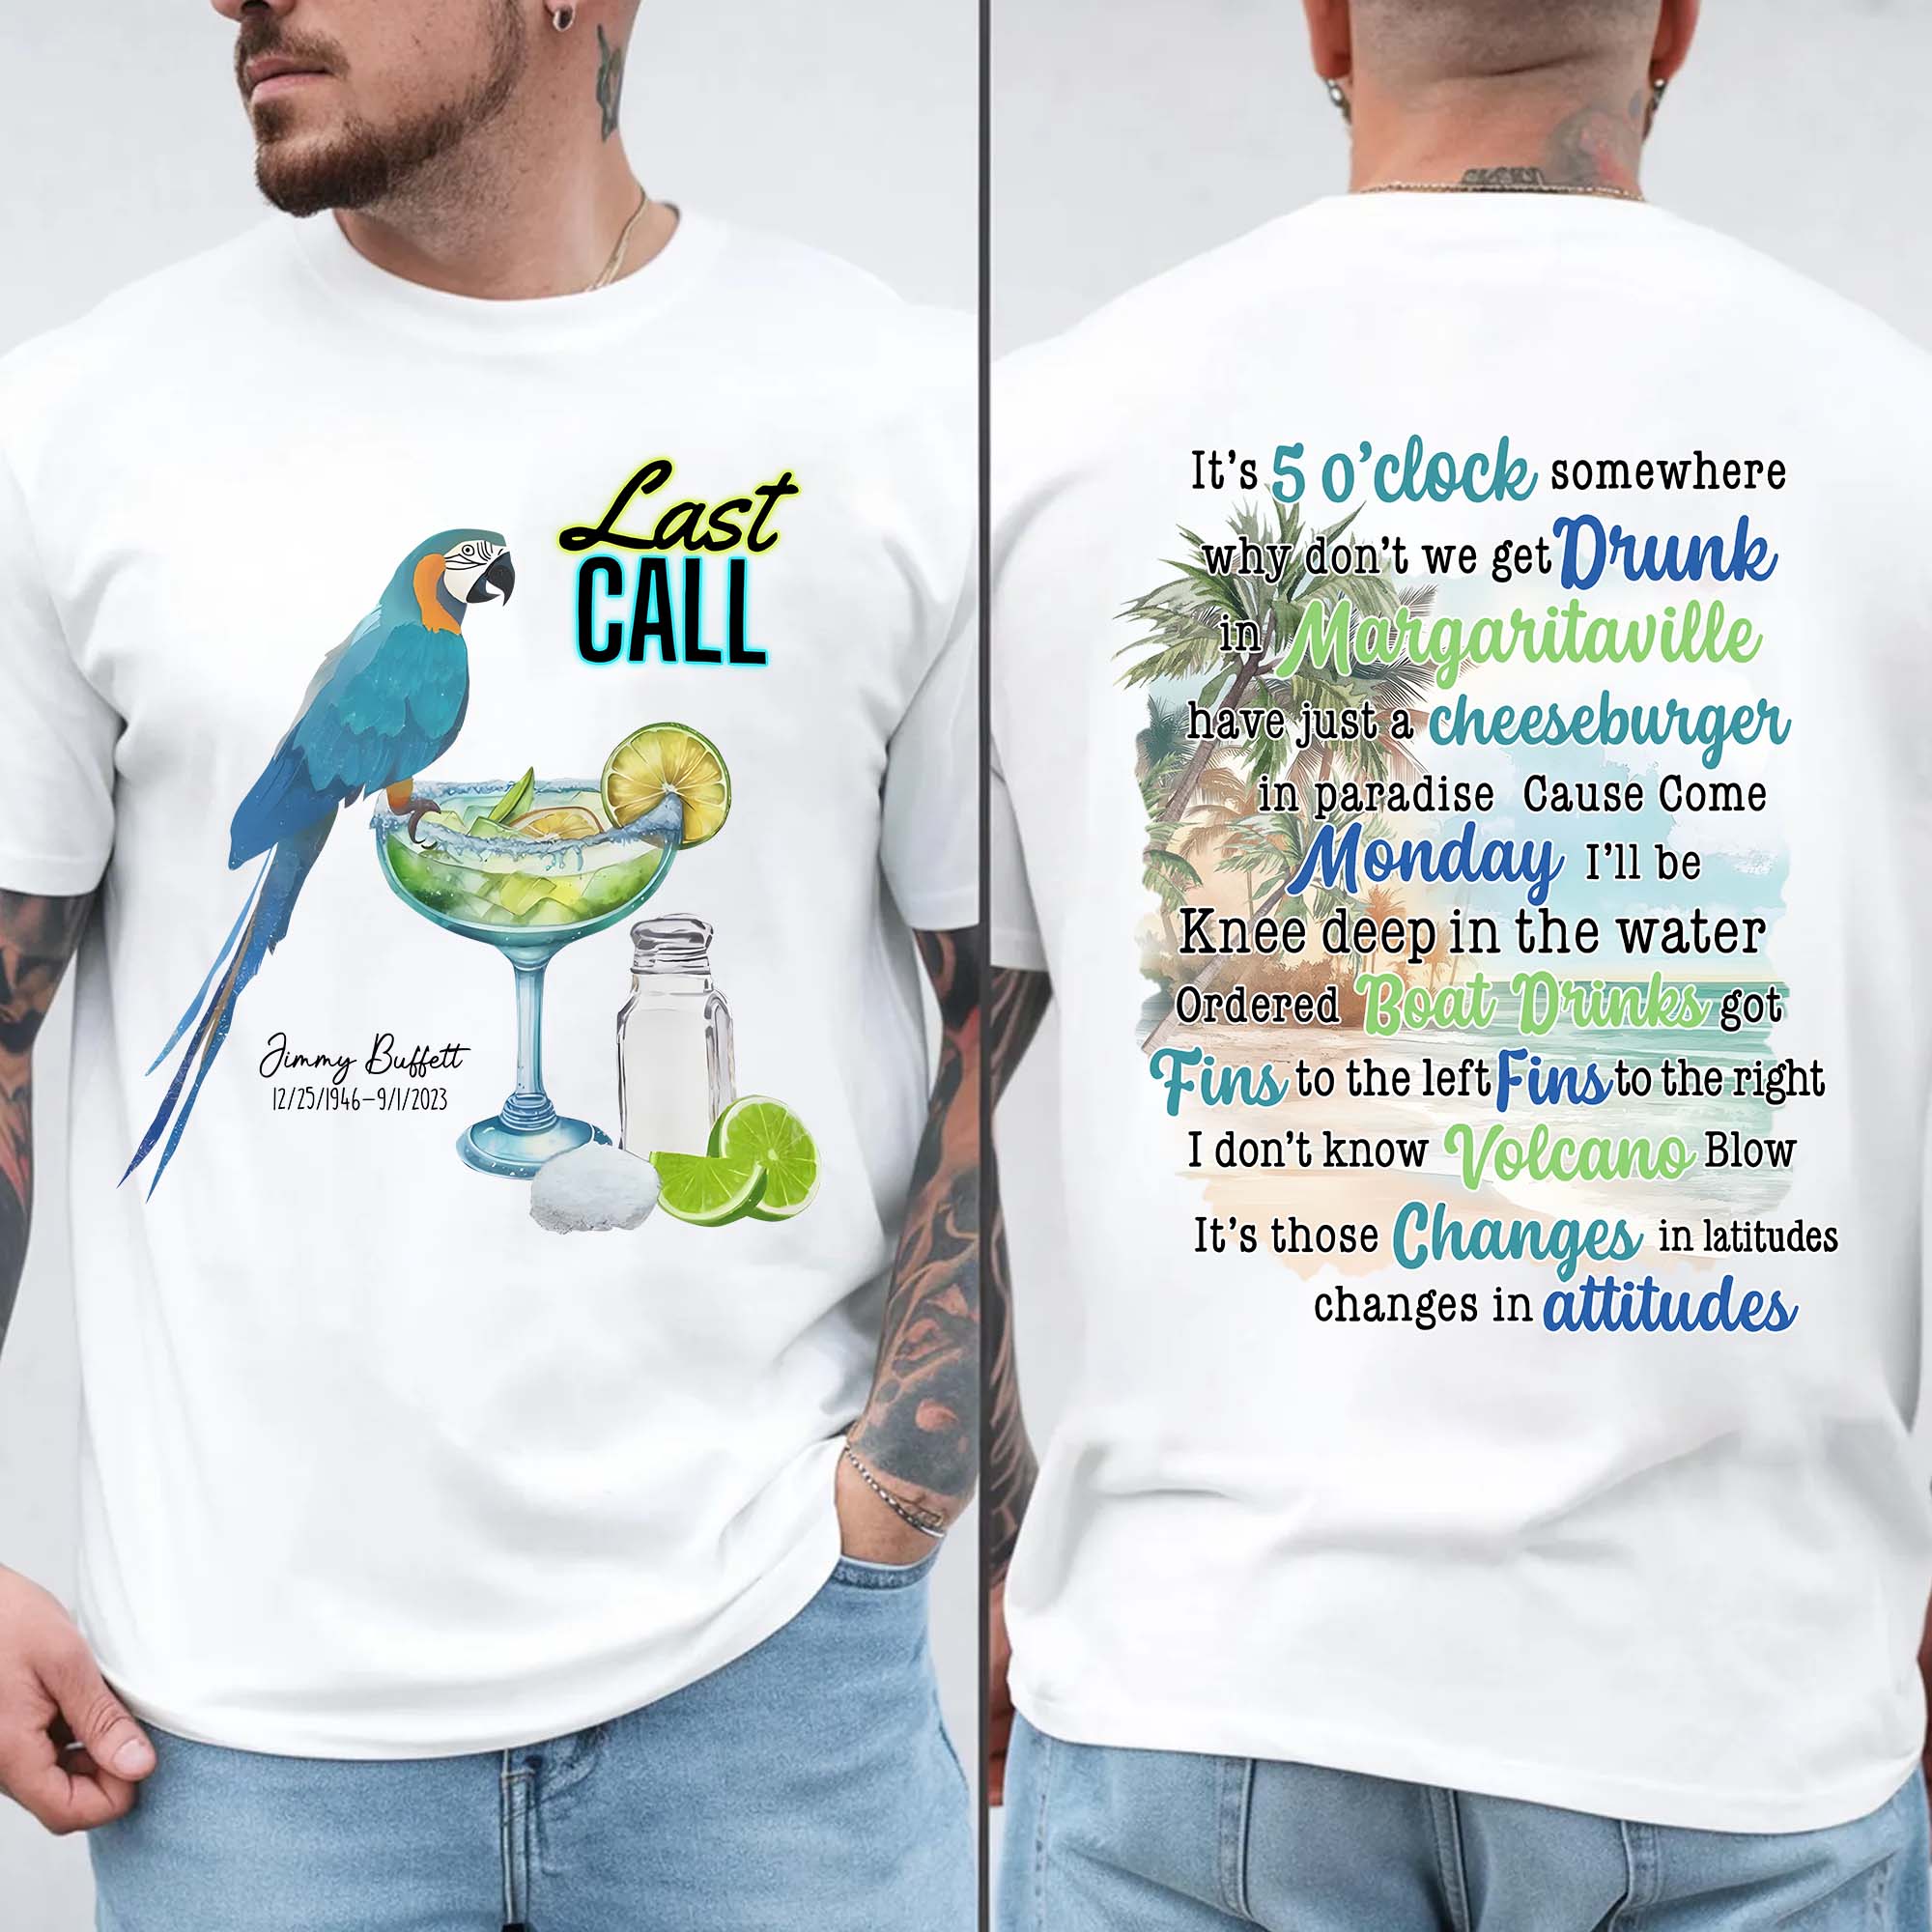 Last
CALL
Jimmy Buffett
12/25/1946-9/1/2023
It's 5 o'clock somewhere
why don't we get Drunk
in Margaritaville
have just a cheeseburger
in paradise Cause Come
Monday I'll be
Knee deep in the water
Ordered Boat Drinks got
Fins to the left Fins to the right
I don't know Volcano Blow
It's those Changes in latitudes
changes in attitudes